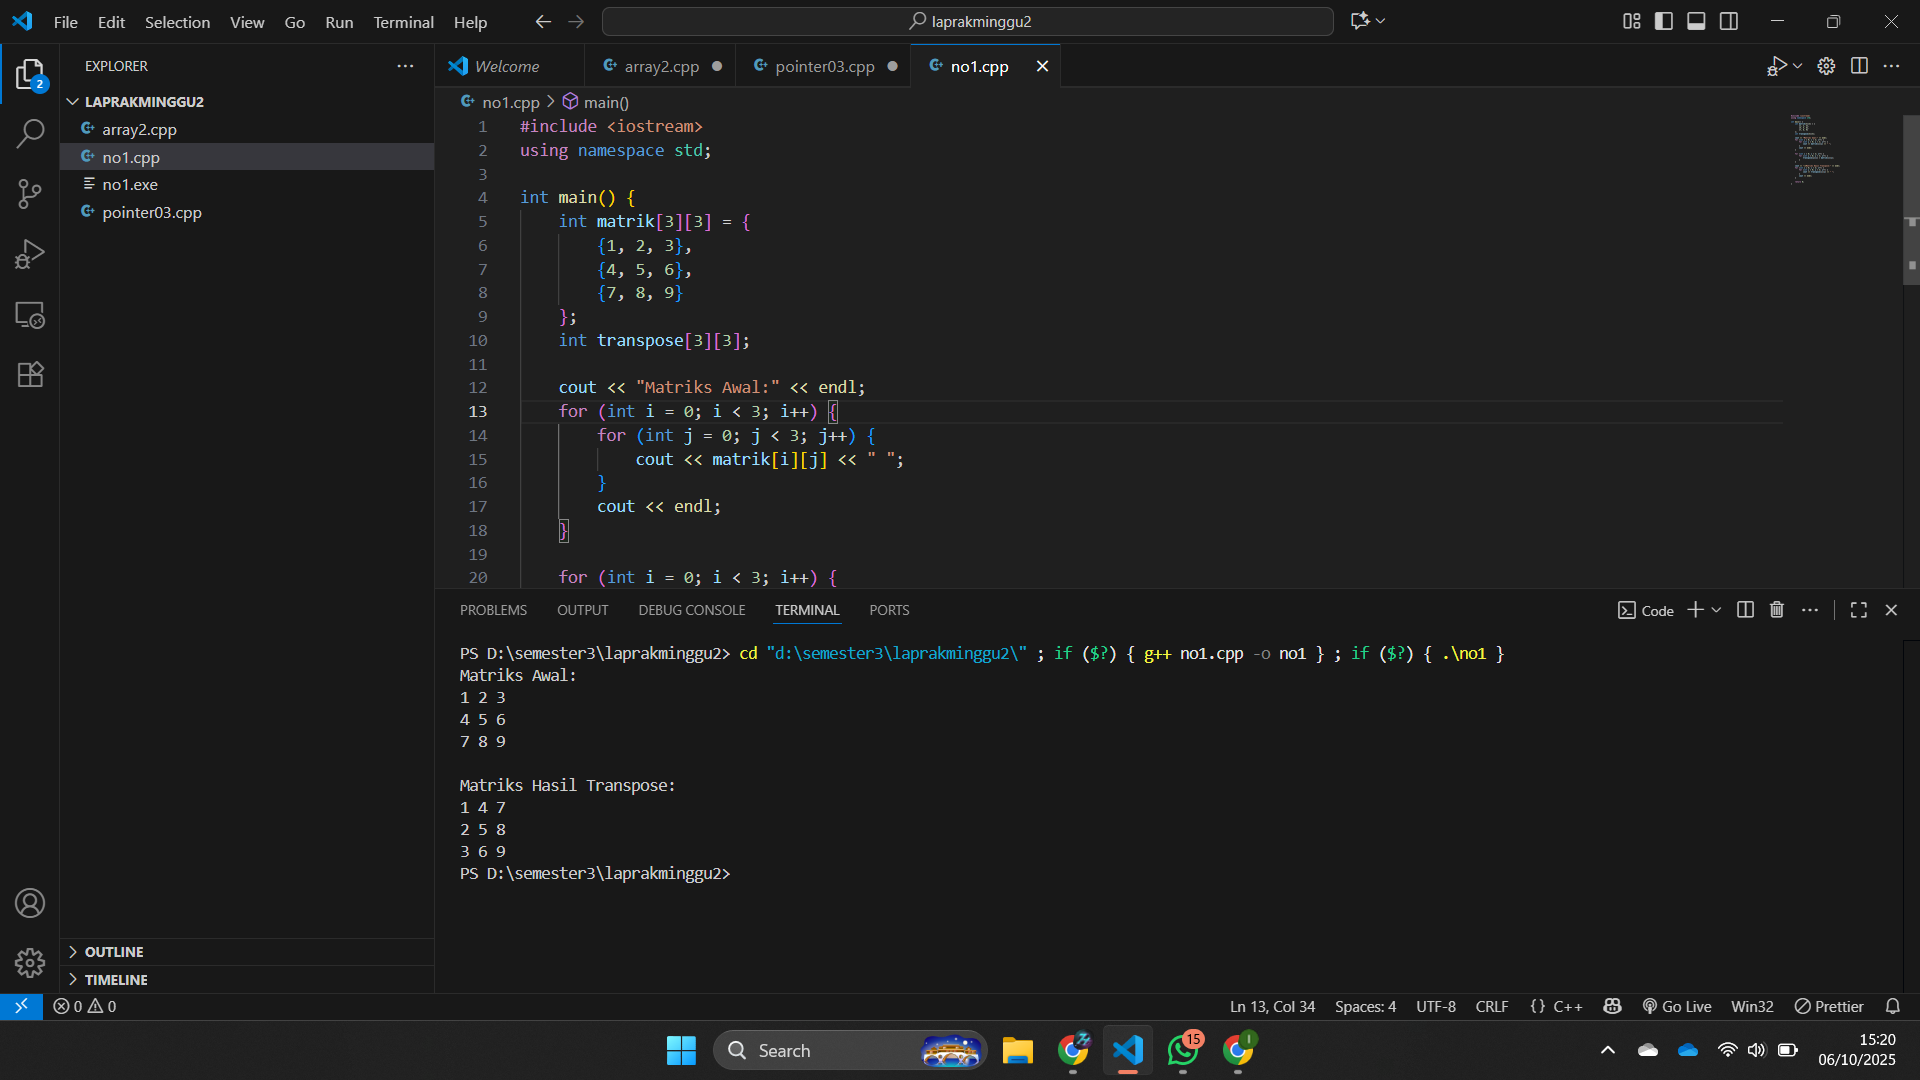 File Edit Selection View Go Run Terminal Help
laprakminggu2
EXPLORER
2
LAPRAKMINGGU2
array2.cpp
no1.cpp
no1.exe
pointer03.cpp
OUTLINE
TIMELINE
Welcome array2.cpp pointer03.cpp no1.cpp
no1.cpp > main()
1 #include <iostream>
2 using namespace std;
3
4 int main() {
5 int matrik[3][3] = {
6 {1, 2, 3},
7 {4, 5, 6},
8 {7, 8, 9}
9 };
10 int transpose[3][3];
11
12 cout << "Matriks Awal:" << endl;
13 for (int i = 0; i < 3; i++) {
14 for (int j = 0; j < 3; j++) {
15 cout << matrik[i][j] << " ";
16 }
17 cout << endl;
18 }
19
20 for (int i = 0; i < 3; i++) {
PROBLEMS OUTPUT DEBUG CONSOLE TERMINAL PORTS
Code
PS D:\semester3\laprakminggu2> cd "d:\semester3\laprakminggu2\" ; if ($?) { g++ no1.cpp -o no1 } ; if ($?) { .\no1 }
Matriks Awal:
1 2 3
4 5 6
7 8 9
Matriks Hasil Transpose:
1 4 7
2 5 8
3 6 9
PS D:\semester3\laprakminggu2>
0 0
Ln 13, Col 34 Spaces: 4 UTF-8 CRLF {} C++ Go Live Win32 Prettier
Search
15
15:20
06/10/2025